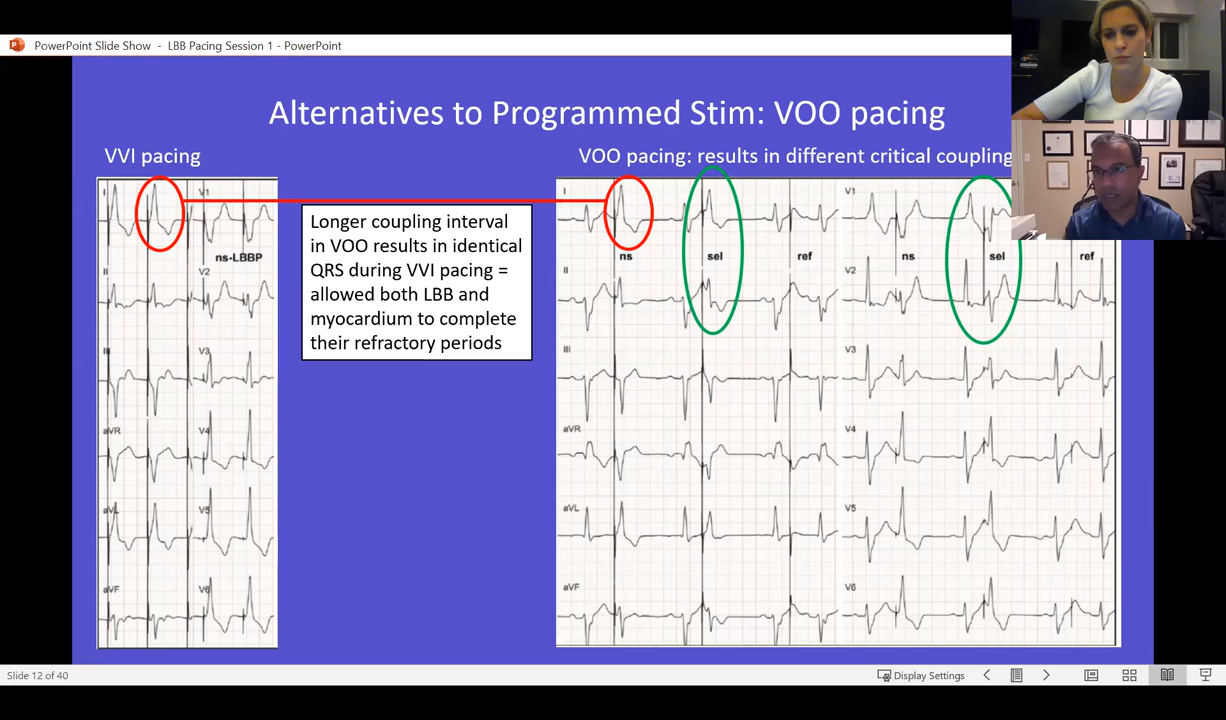 PowerPoint Slide Show - LBB Pacing Session 1 - PowerPoint
Alternatives to Programmed Stim: VOO pacing
VVI pacing
VOO pacing: results in different critical coupling
I
V1
ns-LBBP
II
V2
III
V3
aVR
V4
aVL
V5
aVF
V6
Longer coupling interval
in VOO results in identical
QRS during VVI pacing =
allowed both LBB and
myocardium to complete
their refractory periods
I
V1
ns
sel
ref
ns
sel
ref
II
V2
III
V3
aVR
V4
aVL
V5
aVF
V6
Slide 12 of 40
Display Settings